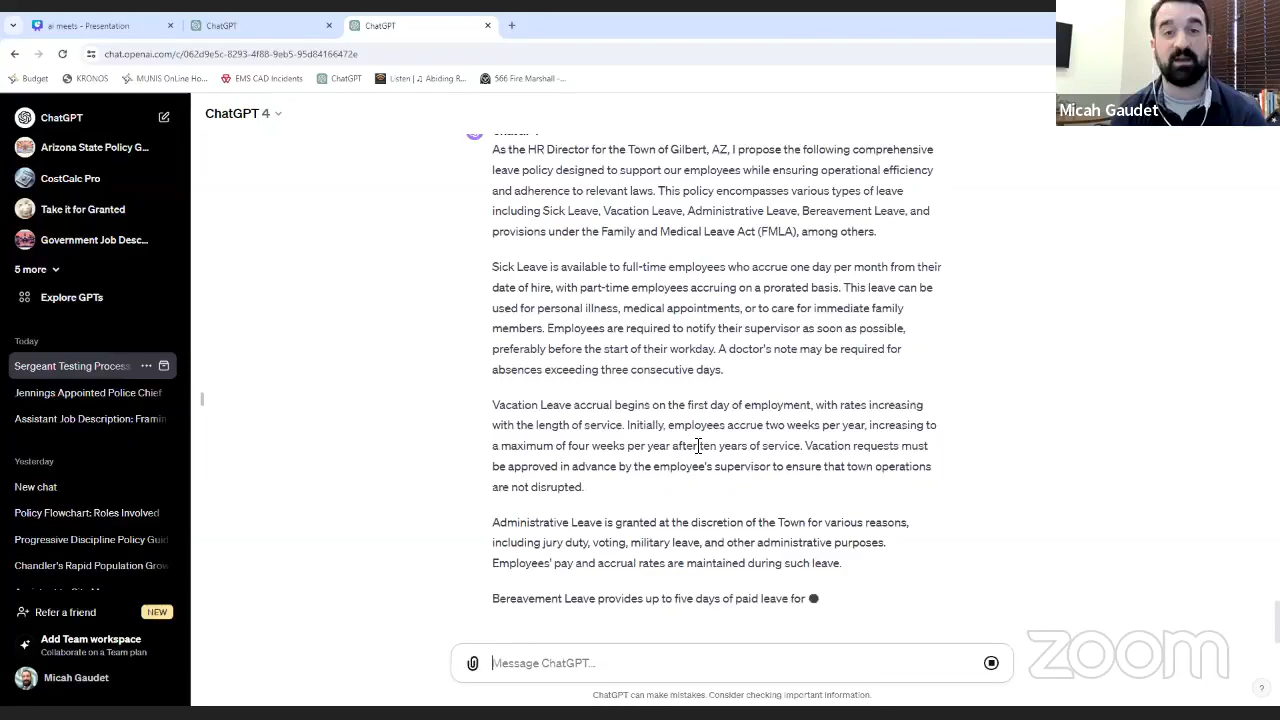 ai meets - Presentation
ChatGPT
ChatGPT
chat.openai.com/c/062d9e5c-8293-4f88-9eb5-95d84166472e
Budget
KRONOS
MUNIS OnLine Ho...
EMS CAD Incidents
ChatGPT
Listen | ♫ Abiding R...
566 Fire Marshall -...
Micah Gaudet
ChatGPT
Arizona State Policy G...
CostCalc Pro
Take it for Granted
Government Job Desc...
5 more
Explore GPTs
Today
Sergeant Testing Process
Jennings Appointed Police Chief
Assistant Job Description: Framin
Yesterday
New chat
Policy Flowchart: Roles Involved
Progressive Discipline Policy Guid
Chandler's Rapid Population Grow
Refer a friend
NEW
Add Team workspace
Collaborate on a Team plan
Micah Gaudet
ChatGPT 4
ChatGPT
As the HR Director for the Town of Gilbert, AZ, I propose the following comprehensive
leave policy designed to support our employees while ensuring operational efficiency
and adherence to relevant laws. This policy encompasses various types of leave
including Sick Leave, Vacation Leave, Administrative Leave, Bereavement Leave, and
provisions under the Family and Medical Leave Act (FMLA), among others.
Sick Leave is available to full-time employees who accrue one day per month from their
date of hire, with part-time employees accruing on a prorated basis. This leave can be
used for personal illness, medical appointments, or to care for immediate family
members. Employees are required to notify their supervisor as soon as possible,
preferably before the start of their workday. A doctor's note may be required for
absences exceeding three consecutive days.
Vacation Leave accrual begins on the first day of employment, with rates increasing
with the length of service. Initially, employees accrue two weeks per year, increasing to
a maximum of four weeks per year after ten years of service. Vacation requests must
be approved in advance by the employee's supervisor to ensure that town operations
are not disrupted.
Administrative Leave is granted at the discretion of the Town for various reasons,
including jury duty, voting, military leave, and other administrative purposes.
Employees' pay and accrual rates are maintained during such leave.
Bereavement Leave provides up to five days of paid leave for
Message ChatGPT...
ChatGPT can make mistakes. Consider checking important information.
zoom
?